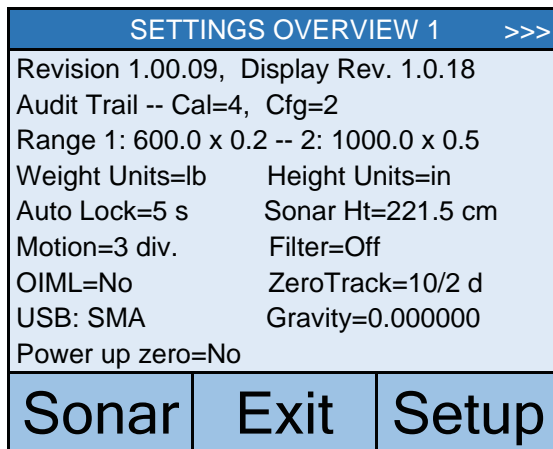 SETTINGS OVERVIEW 1 >>>
Revision 1.00.09, Display Rev. 1.0.18
Audit Trail -- Cal=4, Cfg=2
Range 1: 600.0 x 0.2 -- 2: 1000.0 x 0.5
Weight Units=lb Height Units=in
Auto Lock=5 s Sonar Ht=221.5 cm
Motion=3 div. Filter=Off
OIML=No ZeroTrack=10/2 d
USB: SMA Gravity=0.000000
Power up zero=No
Sonar Exit Setup